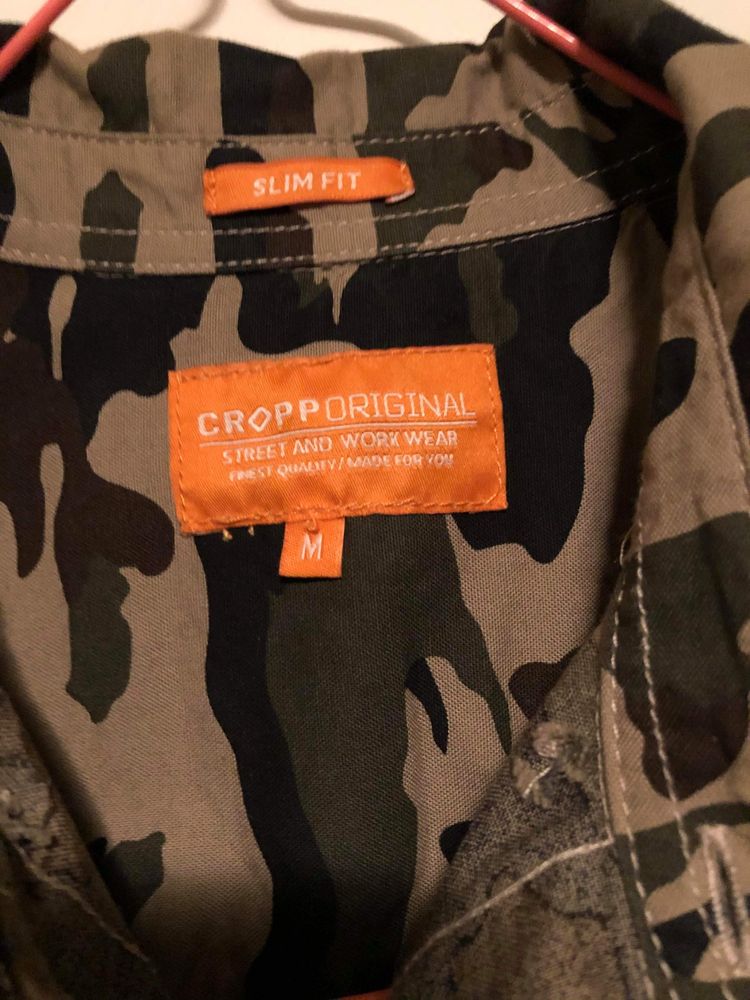 SLIM FIT
CROPP ORIGINAL
STREET AND WORK WEAR
FINEST QUALITY / MADE FOR YOU
M